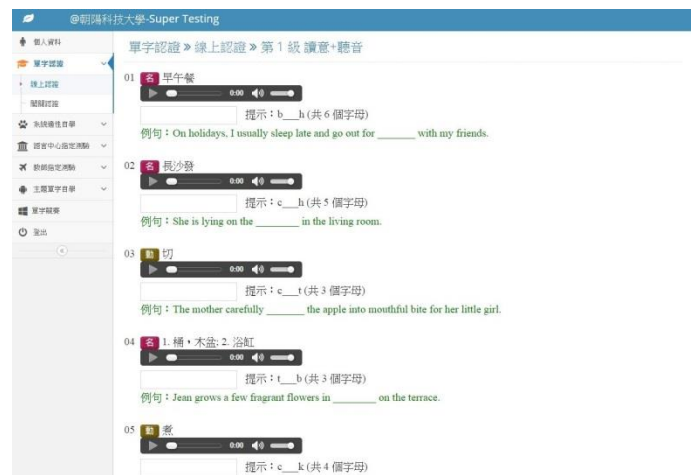 @朝陽科技大學-Super Testing
個人資料
單字認證
線上認證
闖關認證
系統適性自學
語言中心指定測驗
教師指定測驗
主題單字自學
單字競賽
登出
單字認證 » 線上認證 » 第 1 級 讀意+聽音
01 名 早午餐
0:00
提示：b___h (共 6 個字母)
例句：On holidays, I usually sleep late and go out for _______ with my friends.
02 名 長沙發
0:00
提示：c___h (共 5 個字母)
例句：She is lying on the ________ in the living room.
03 動 切
0:00
提示：c___t (共 3 個字母)
例句：The mother carefully _______ the apple into mouthful bite for her little girl.
04 名 1. 桶，木盆; 2. 浴缸
0:00
提示：t___b (共 3 個字母)
例句：Jean grows a few fragrant flowers in ________ on the terrace.
05 動 煮
0:00
提示：c___k (共 4 個字母)